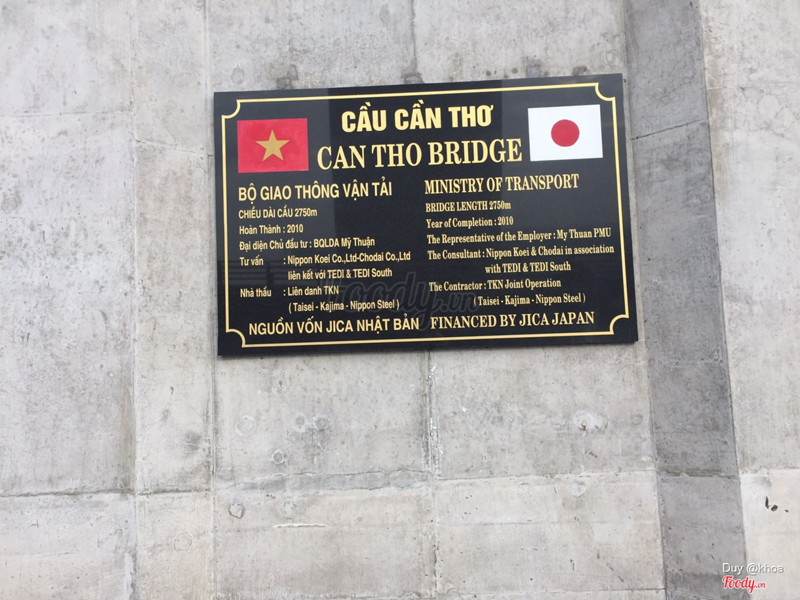 CẦU CẦN THƠ
CAN THO BRIDGE
BỘ GIAO THÔNG VẬN TẢI
CHIỀU DÀI CẦU 2750m
Hoàn Thành : 2010
Đại diện Chủ đầu tư : BQLDA Mỹ Thuận
Tư vấn : Nippon Koei Co.,Ltd-Chodai Co.,Ltd
liên kết với TEDI & TEDI South
Nhà thầu : Liên danh TKN
( Taisei - Kajima - Nippon Steel )
NGUỒN VỐN JICA NHẬT BẢN
MINISTRY OF TRANSPORT
BRIDGE LENGTH 2750m
Year of Completion : 2010
The Representative of the Employer : My Thuan PMU
The Consultant : Nippon Koei & Chodai in association
with TEDI & TEDI South
The Contractor : TKN Joint Operation
( Taisei - Kajima - Nippon Steel )
FINANCED BY JICA JAPAN
foody.vn
Duy @khoa
Foody.vn